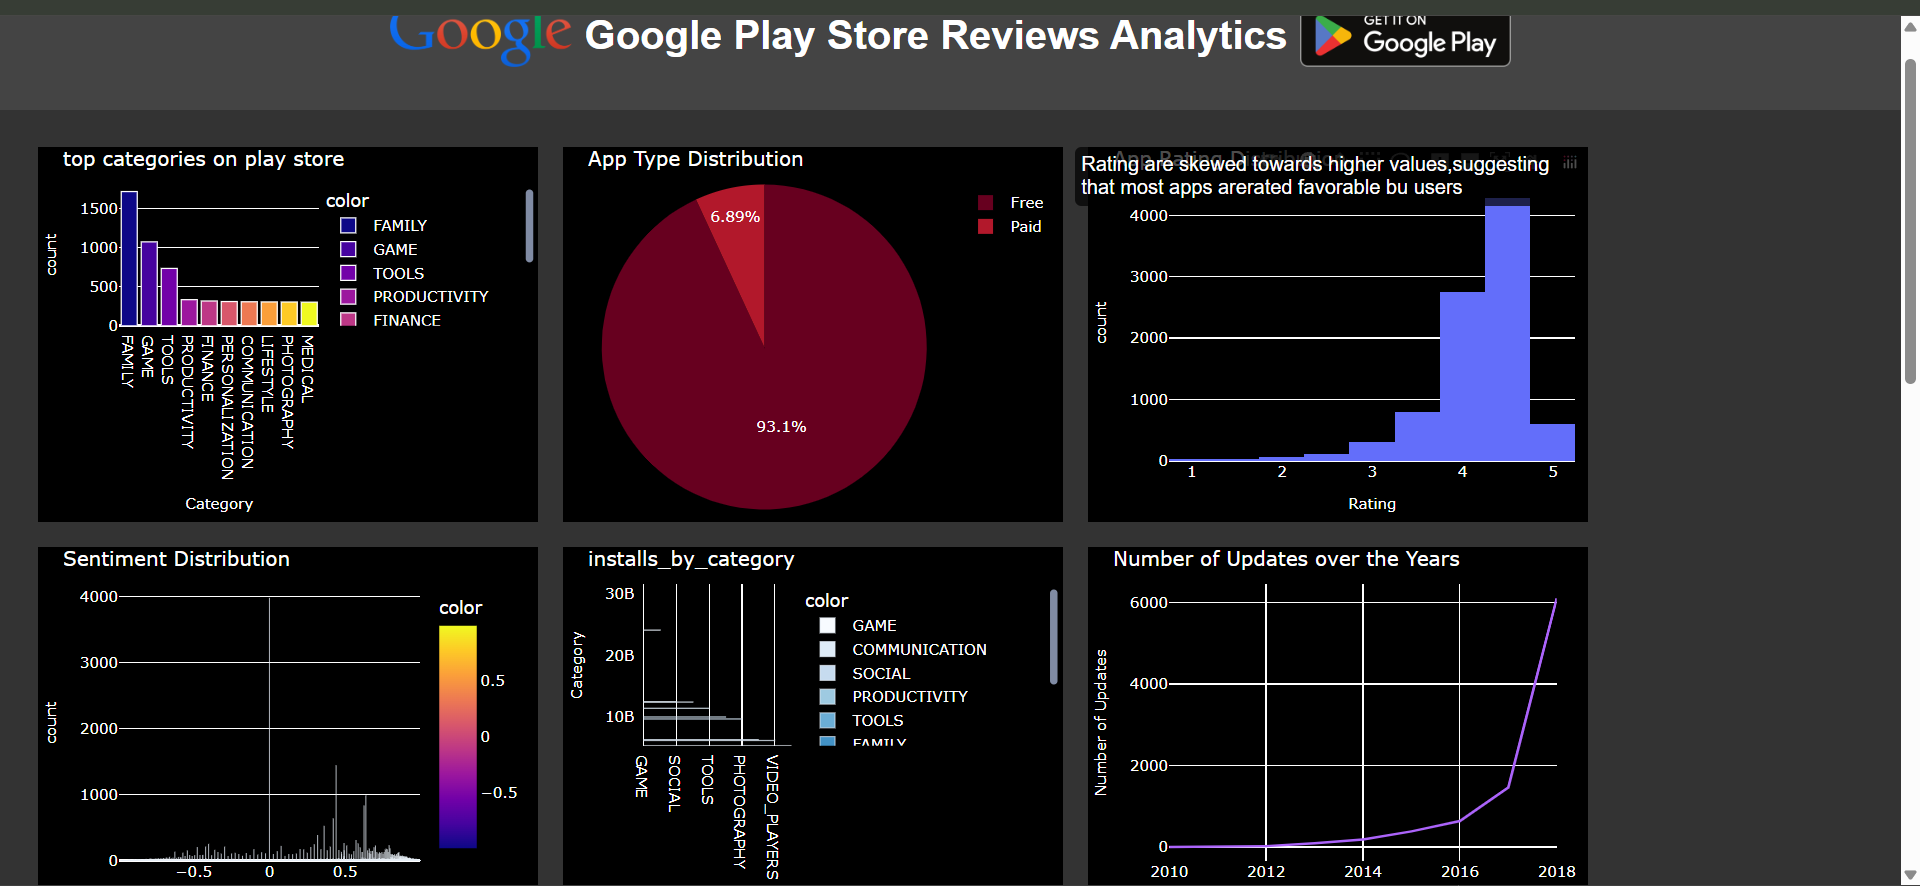 Google Google Play Store Reviews Analytics GET IT ON Google Play
top categories on play store
1500
1000
500
0
count
FAMILY
GAME
TOOLS
PRODUCTIVITY
FINANCE
PERSONALIZATION
COMMUNICATION
LIFESTYLE
PHOTOGRAPHY
MEDICAL
Category
color
FAMILY
GAME
TOOLS
PRODUCTIVITY
FINANCE
App Type Distribution
6.89%
93.1%
Free
Paid
App Rating Distribution
Rating are skewed towards higher values,suggesting
that most apps arerated favorable bu users
4000
3000
2000
1000
0
count
1 2 3 4 5
Rating
Sentiment Distribution
4000
3000
2000
1000
0
count
−0.5 0 0.5
color
0.5
0
−0.5
installs_by_category
30B
20B
10B
Category
GAME
SOCIAL
TOOLS
PHOTOGRAPHY
VIDEO_PLAYERS
color
GAME
COMMUNICATION
SOCIAL
PRODUCTIVITY
TOOLS
FAMILY
Number of Updates over the Years
6000
4000
2000
0
Number of Updates
2010 2012 2014 2016 2018